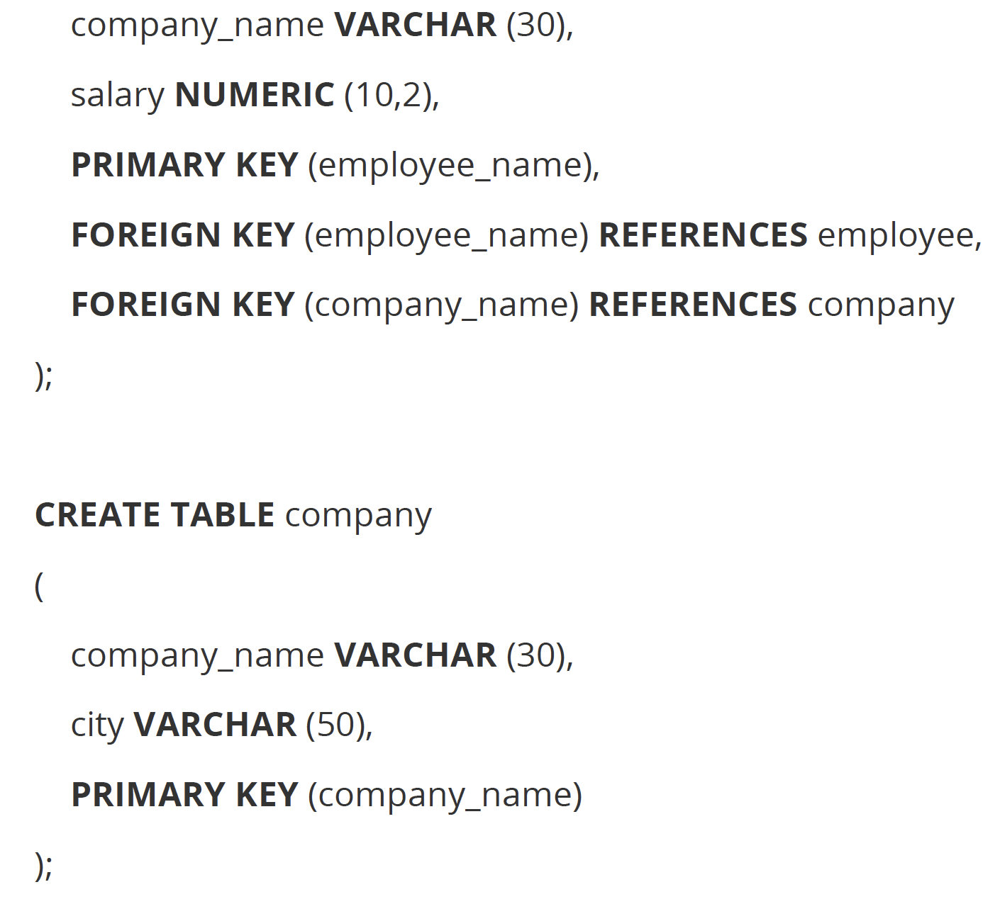 company_name VARCHAR (30),
salary NUMERIC (10,2),
PRIMARY KEY (employee_name),
FOREIGN KEY (employee_name) REFERENCES employee,
FOREIGN KEY (company_name) REFERENCES company
);
CREATE TABLE company
(
company_name VARCHAR (30),
city VARCHAR (50),
PRIMARY KEY (company_name)
);